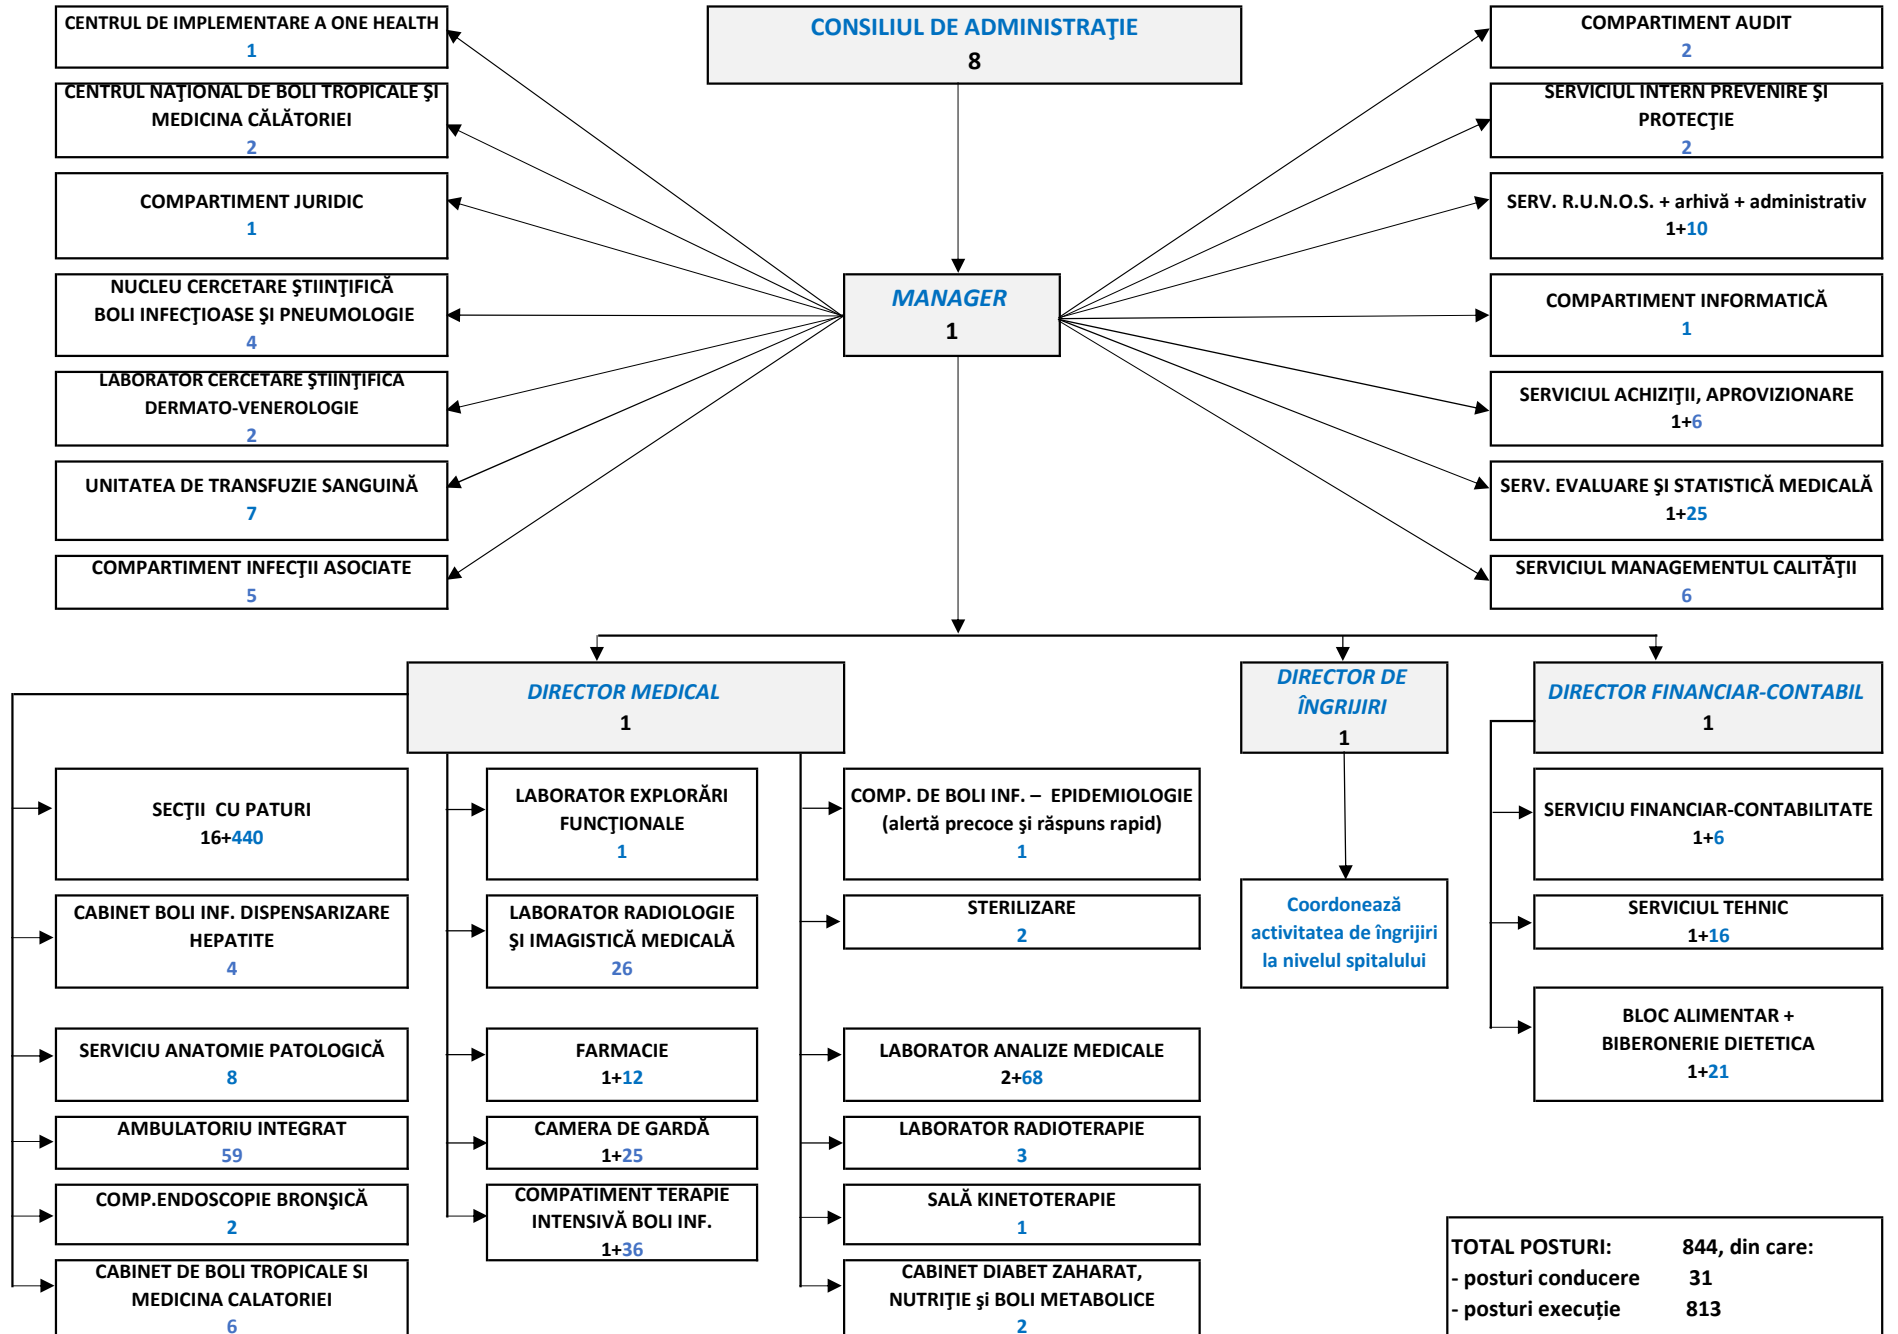 CONSILIUL DE ADMINISTRAŢIE
8
CENTRUL DE IMPLEMENTARE A ONE HEALTH
1
CENTRUL NAŢIONAL DE BOLI TROPICALE ŞI
MEDICINA CĂLĂTORIEI
2
COMPARTIMENT JURIDIC
1
NUCLEU CERCETARE ŞTIINŢIFICĂ
BOLI INFECŢIOASE ŞI PNEUMOLOGIE
4
LABORATOR CERCETARE ŞTIINŢIFICA
DERMATO-VENEROLOGIE
2
UNITATEA DE TRANSFUZIE SANGUINĂ
7
COMPARTIMENT INFECŢII ASOCIATE
5
MANAGER
1
COMPARTIMENT AUDIT
2
SERVICIUL INTERN PREVENIRE ŞI
PROTECŢIE
2
SERV. R.U.N.O.S. + arhivă + administrativ
1+10
COMPARTIMENT INFORMATICĂ
1
SERVICIUL ACHIZIŢII, APROVIZIONARE
1+6
SERV. EVALUARE ŞI STATISTICĂ MEDICALĂ
1+25
SERVICIUL MANAGEMENTUL CALITĂŢII
6
DIRECTOR MEDICAL
1
DIRECTOR DE
ÎNGRIJIRI
1
DIRECTOR FINANCIAR-CONTABIL
1
SECŢII  CU PATURI
16+440
CABINET BOLI INF. DISPENSARIZARE
HEPATITE
4
SERVICIU ANATOMIE PATOLOGICĂ
8
AMBULATORIU INTEGRAT
59
COMP.ENDOSCOPIE BRONŞICĂ
2
CABINET DE BOLI TROPICALE SI
MEDICINA CALATORIEI
6
LABORATOR EXPLORĂRI
FUNCŢIONALE
1
LABORATOR RADIOLOGIE
ŞI IMAGISTICĂ MEDICALĂ
26
FARMACIE
1+12
CAMERA DE GARDĂ
1+25
COMPATIMENT TERAPIE
INTENSIVĂ BOLI INF.
1+36
COMP. DE BOLI INF. – EPIDEMIOLOGIE
(alertă precoce şi răspuns rapid)
1
STERILIZARE
2
LABORATOR ANALIZE MEDICALE
2+68
LABORATOR RADIOTERAPIE
3
SALĂ KINETOTERAPIE
1
CABINET DIABET ZAHARAT,
NUTRIŢIE şi BOLI METABOLICE
2
Coordonează
activitatea de îngrijiri
la nivelul spitalului
SERVICIU FINANCIAR-CONTABILITATE
1+6
SERVICIUL TEHNIC
1+16
BLOC ALIMENTAR +
BIBERONERIE DIETETICA
1+21
TOTAL POSTURI: 844, din care:
- posturi conducere 31
- posturi execuție 813